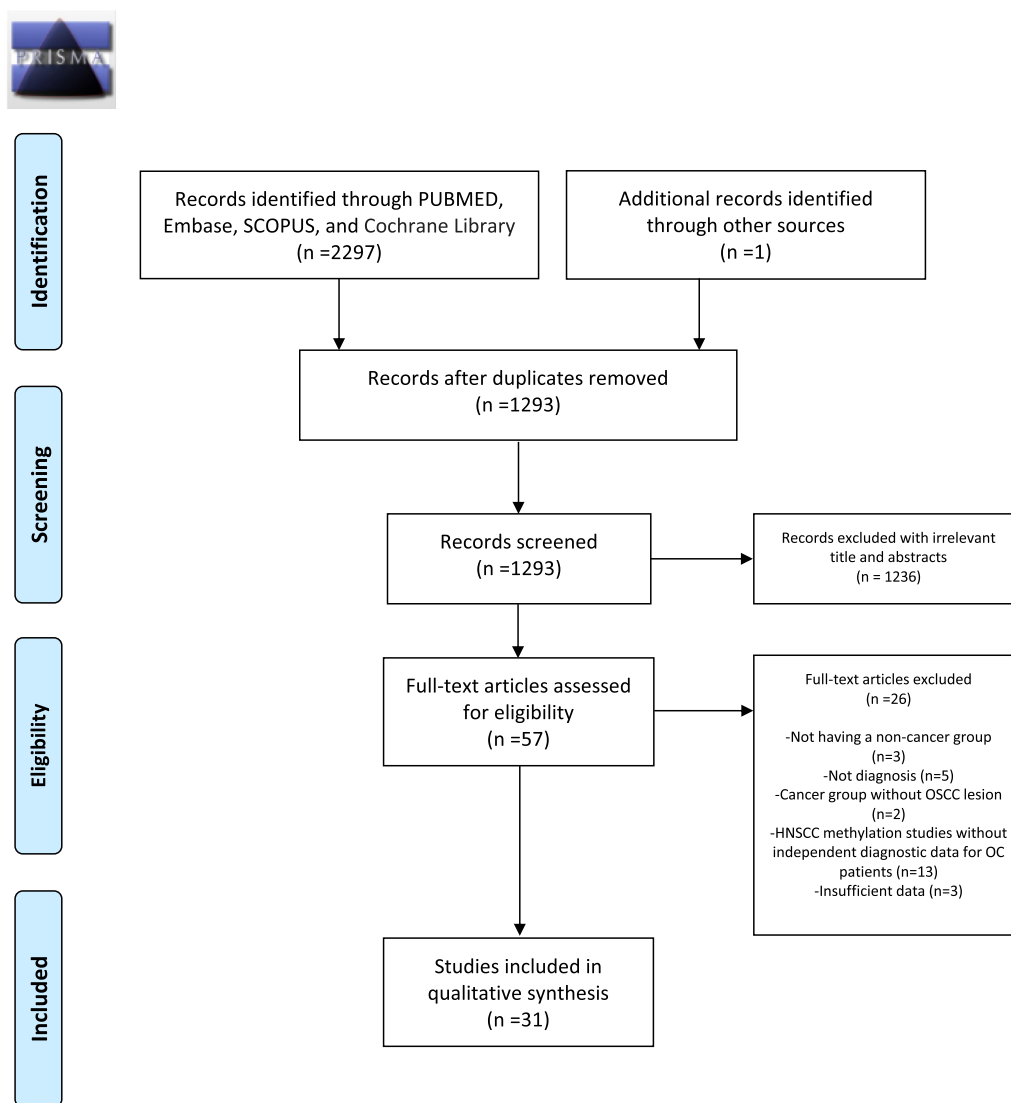 PRISMA
Identification
Records identified through PUBMED,
Embase, SCOPUS, and Cochrane Library
(n =2297)
Additional records identified
through other sources
(n =1)
Records after duplicates removed
(n =1293)
Screening
Records screened
(n =1293)
Records excluded with irrelevant
title and abstracts
(n = 1236)
Eligibility
Full-text articles assessed
for eligibility
(n =57)
Full-text articles excluded
(n =26)
-Not having a non-cancer group
(n=3)
-Not diagnosis (n=5)
-Cancer group without OSCC lesion
(n=2)
-HNSCC methylation studies without
independent diagnostic data for OC
patients (n=13)
-Insufficient data (n=3)
Included
Studies included in
qualitative synthesis
(n =31)